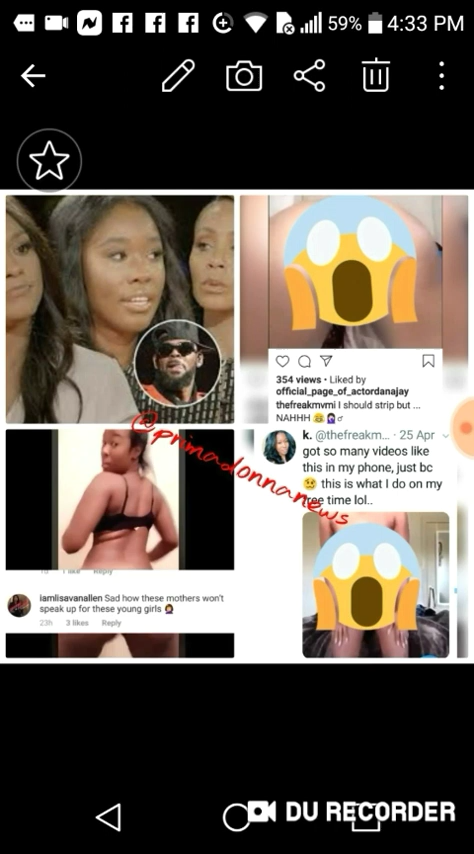 59% 4:33 PM
354 views • Liked by
official_page_of_actordanajay
thefreakmvmi I should strip but ...
NAHHH 😂🤦🏿‍♂
@primadonnanews
k. @thefreakm... · 25 Apr
got so many videos like
this in my phone, just bc
🥴 this is what I do on my
free time lol..
Reply
iamlisavanallen Sad how these mothers won't
speak up for these young girls 🤦
23h 3 likes Reply
DU RECORDER